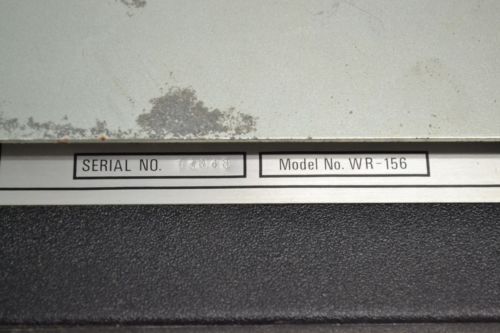 SERIAL NO.
Model No. WR-156